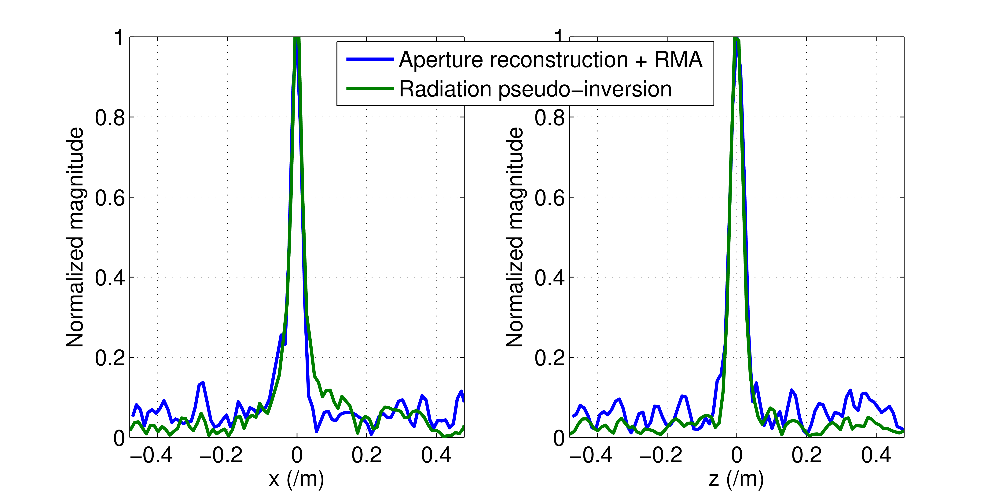 Normalized magnitude
1
0.8
0.6
0.4
0.2
0
−0.4 −0.2 0 0.2 0.4
x (/m)
Aperture reconstruction + RMA
Radiation pseudo−inversion
Normalized magnitude
1
0.8
0.6
0.4
0.2
0
−0.4 −0.2 0 0.2 0.4
z (/m)